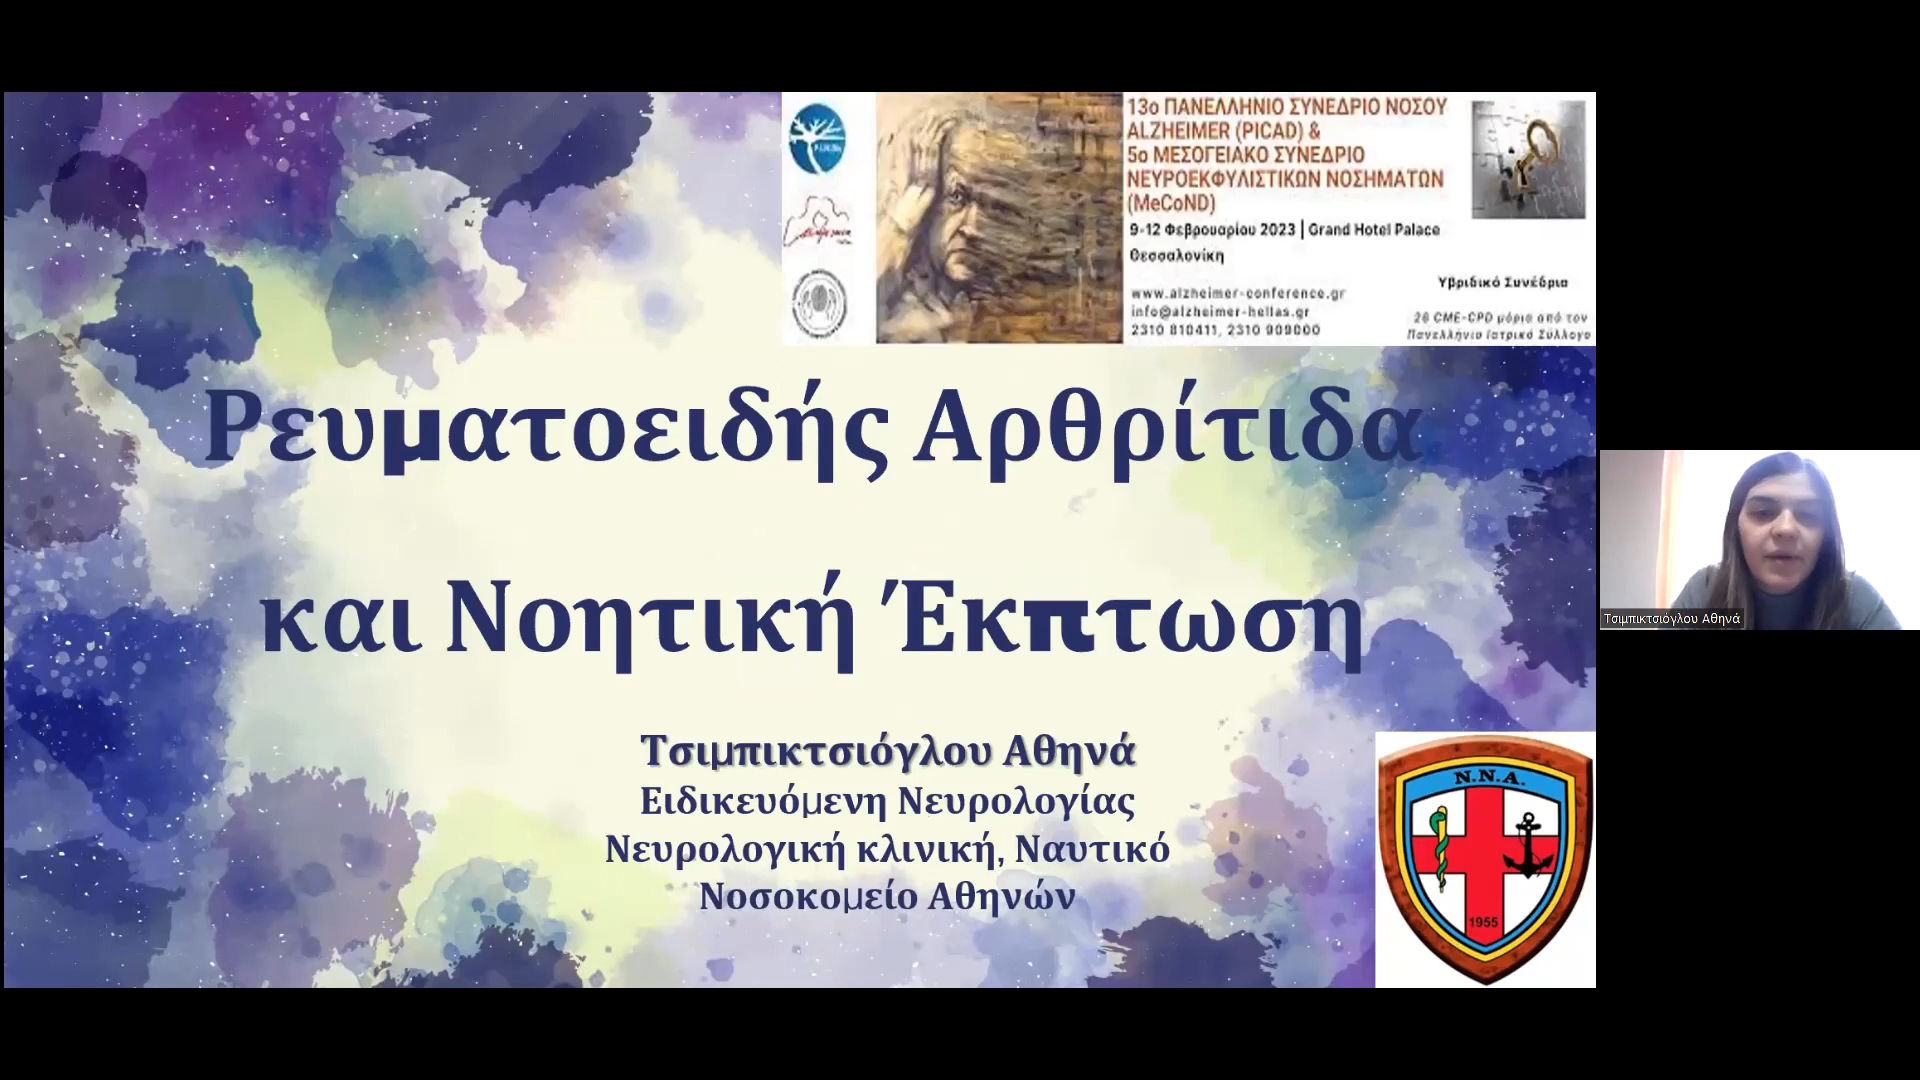 13ο ΠΑΝΕΛΛΗΝΙΟ ΣΥΝΕΔΡΙΟ ΝΟΣΟΥ
ALZHEIMER (PICAD) &
5ο ΜΕΣΟΓΕΙΑΚΟ ΣΥΝΕΔΡΙΟ
ΝΕΥΡΟΕΚΦΥΛΙΣΤΙΚΩΝ ΝΟΣΗΜΑΤΩΝ
(MeCoND)
9-12 Φεβρουαρίου 2023 | Grand Hotel Palace
Θεσσαλονίκη
www.alzheimer-conference.gr
info@alzheimer-hellas.gr
2310 810411, 2310 909000
Υβριδικό Συνέδριο
26 CME-CPD μόρια από τον
Πανελλήνιο Ιατρικό Σύλλογο
Ρευματοειδής Αρθρίτιδα
και Νοητική Έκπτωση
Τσιμπικτσιόγλου Αθηνά
Ειδικευόμενη Νευρολογίας
Νευρολογική κλινική, Ναυτικό
Νοσοκομείο Αθηνών
N.N.A.
1955
Τσιμπικτσιόγλου Αθηνά